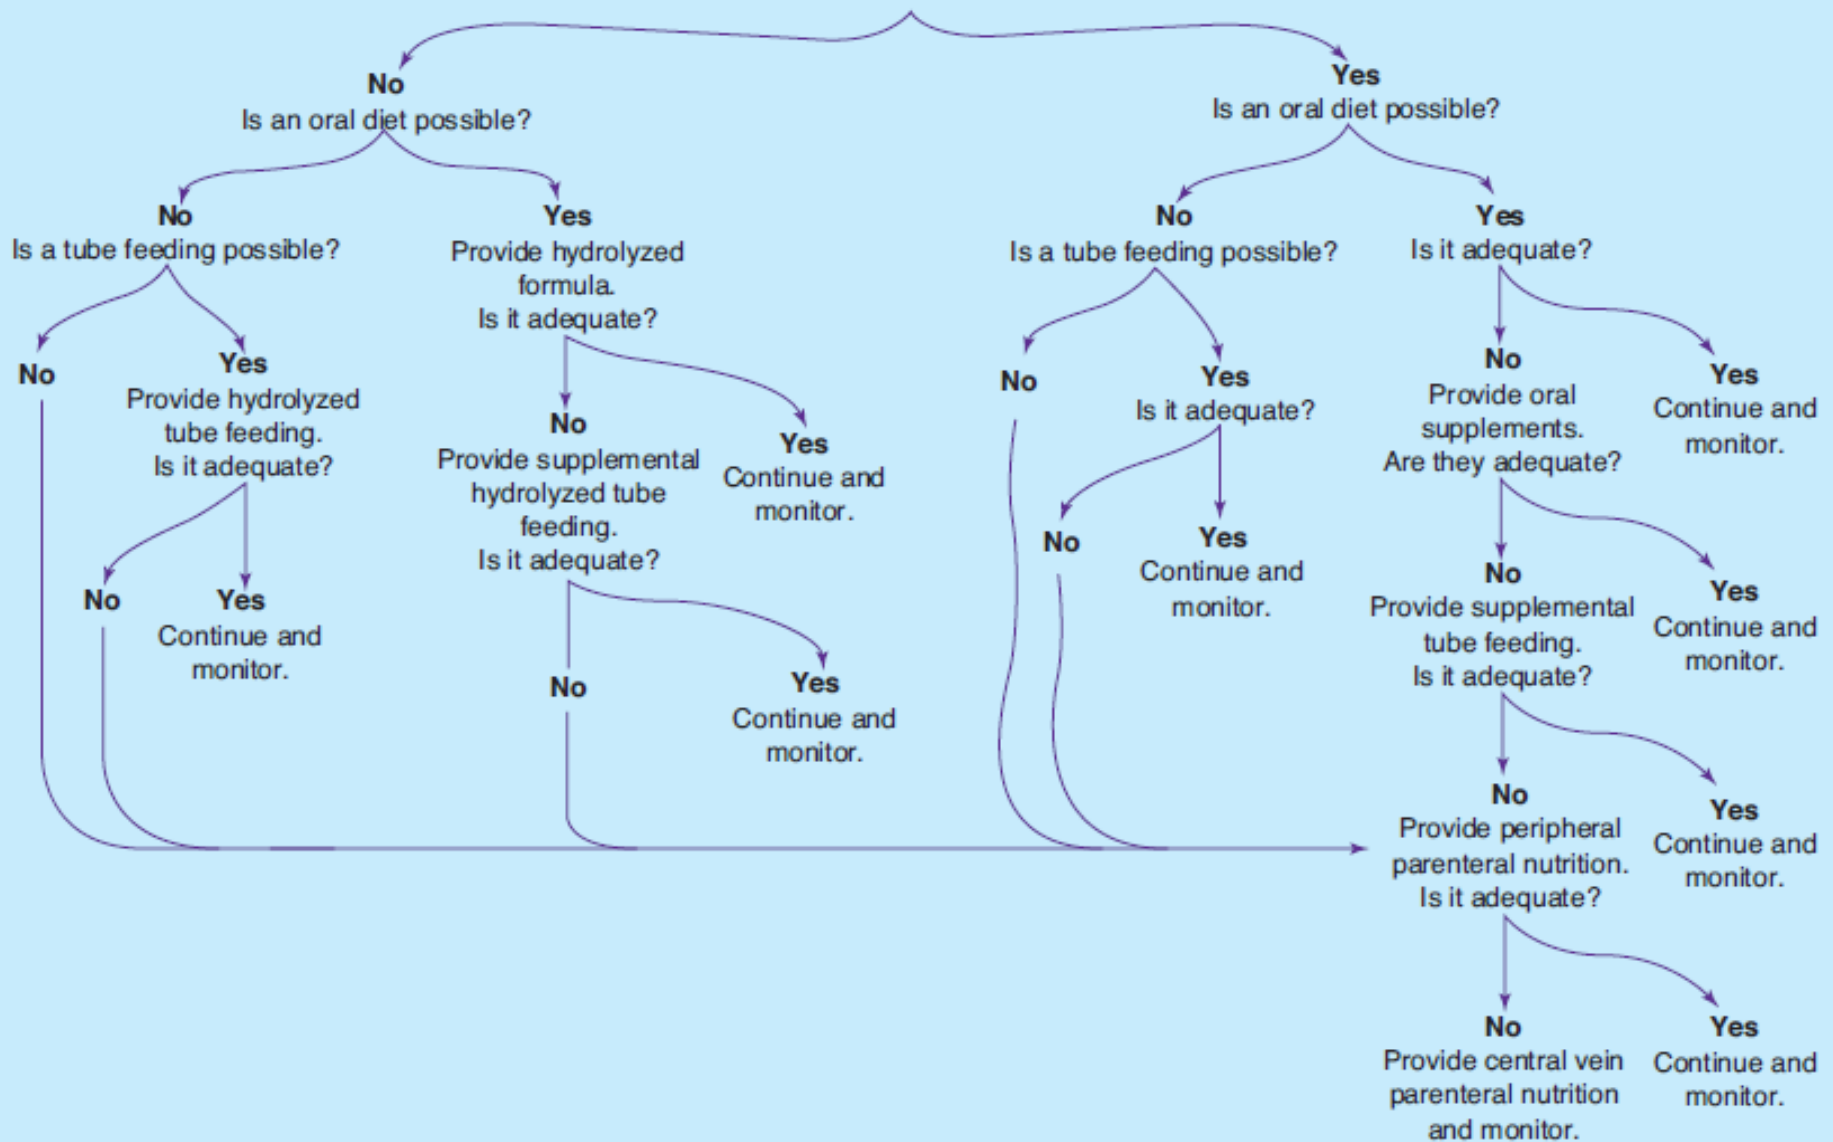 No
Is an oral diet possible?
No
Is a tube feeding possible?
No
Yes
Provide hydrolyzed
tube feeding.
Is it adequate?
No
Yes
Continue and
monitor.
Yes
Provide hydrolyzed
formula.
Is it adequate?
No
Provide supplemental
hydrolyzed tube
feeding.
Is it adequate?
No
Yes
Continue and
monitor.
Yes
Continue and
monitor.
Yes
Is an oral diet possible?
No
Is a tube feeding possible?
No
Yes
Is it adequate?
No
Yes
Continue and
monitor.
Yes
Is it adequate?
No
Provide oral
supplements.
Are they adequate?
Yes
Continue and
monitor.
No
Provide supplemental
tube feeding.
Is it adequate?
Yes
Continue and
monitor.
No
Provide peripheral
parenteral nutrition.
Is it adequate?
Yes
Continue and
monitor.
No
Provide central vein
parenteral nutrition
and monitor.
Yes
Continue and
monitor.